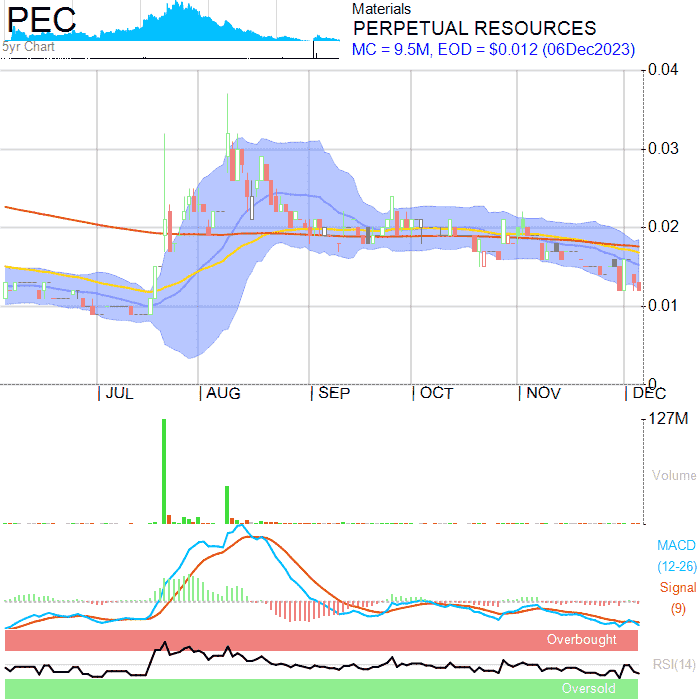 PEC
5yr Chart
Materials
PERPETUAL RESOURCES
MC = 9.5M, EOD = $0.012 (06Dec2023)
0.04
0.03
0.02
0.01
0
JUL
AUG
SEP
OCT
NOV
DEC
127M
Volume
MACD
(12-26)
Signal
(9)
Overbought
RSI(14)
Oversold